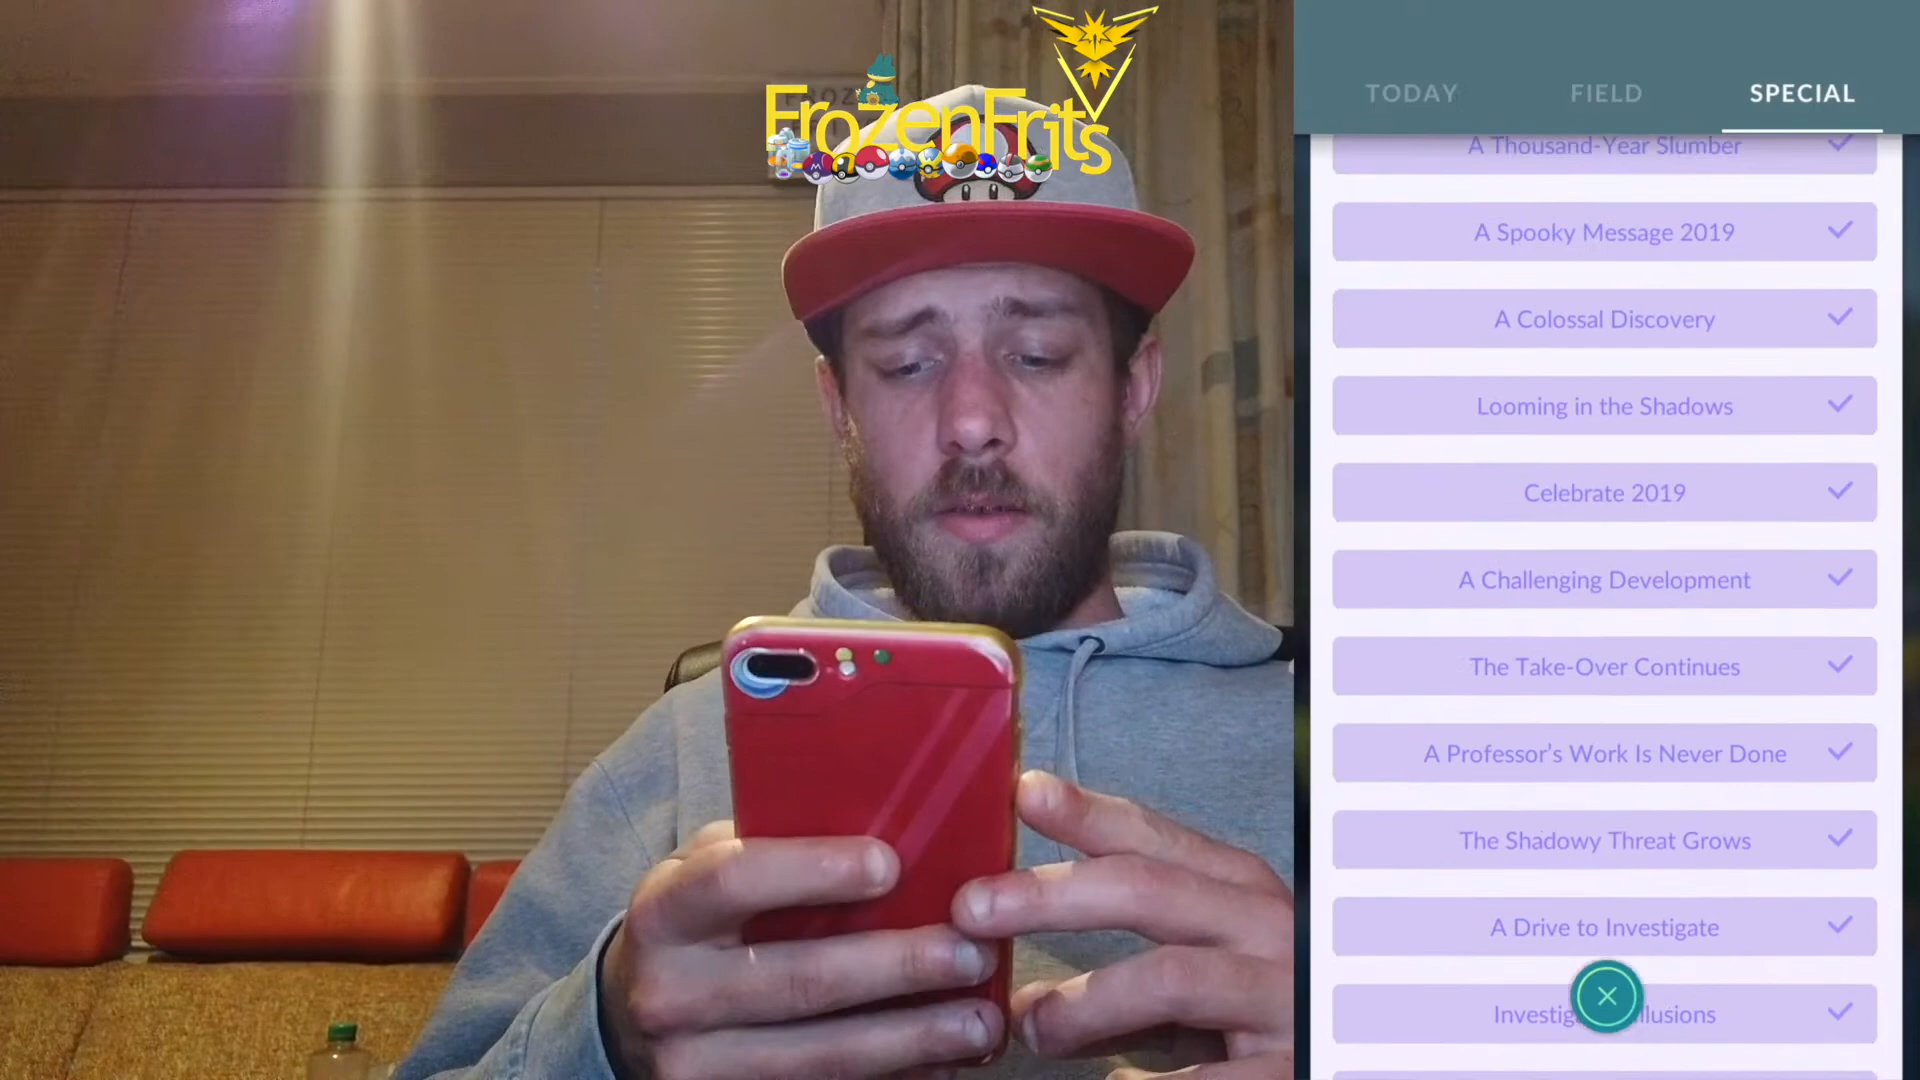 FrozenFrits
TODAY
FIELD
SPECIAL
A Thousand-Year Slumber
A Spooky Message 2019
A Colossal Discovery
Looming in the Shadows
Celebrate 2019
A Challenging Development
The Take-Over Continues
A Professor's Work Is Never Done
The Shadowy Threat Grows
A Drive to Investigate